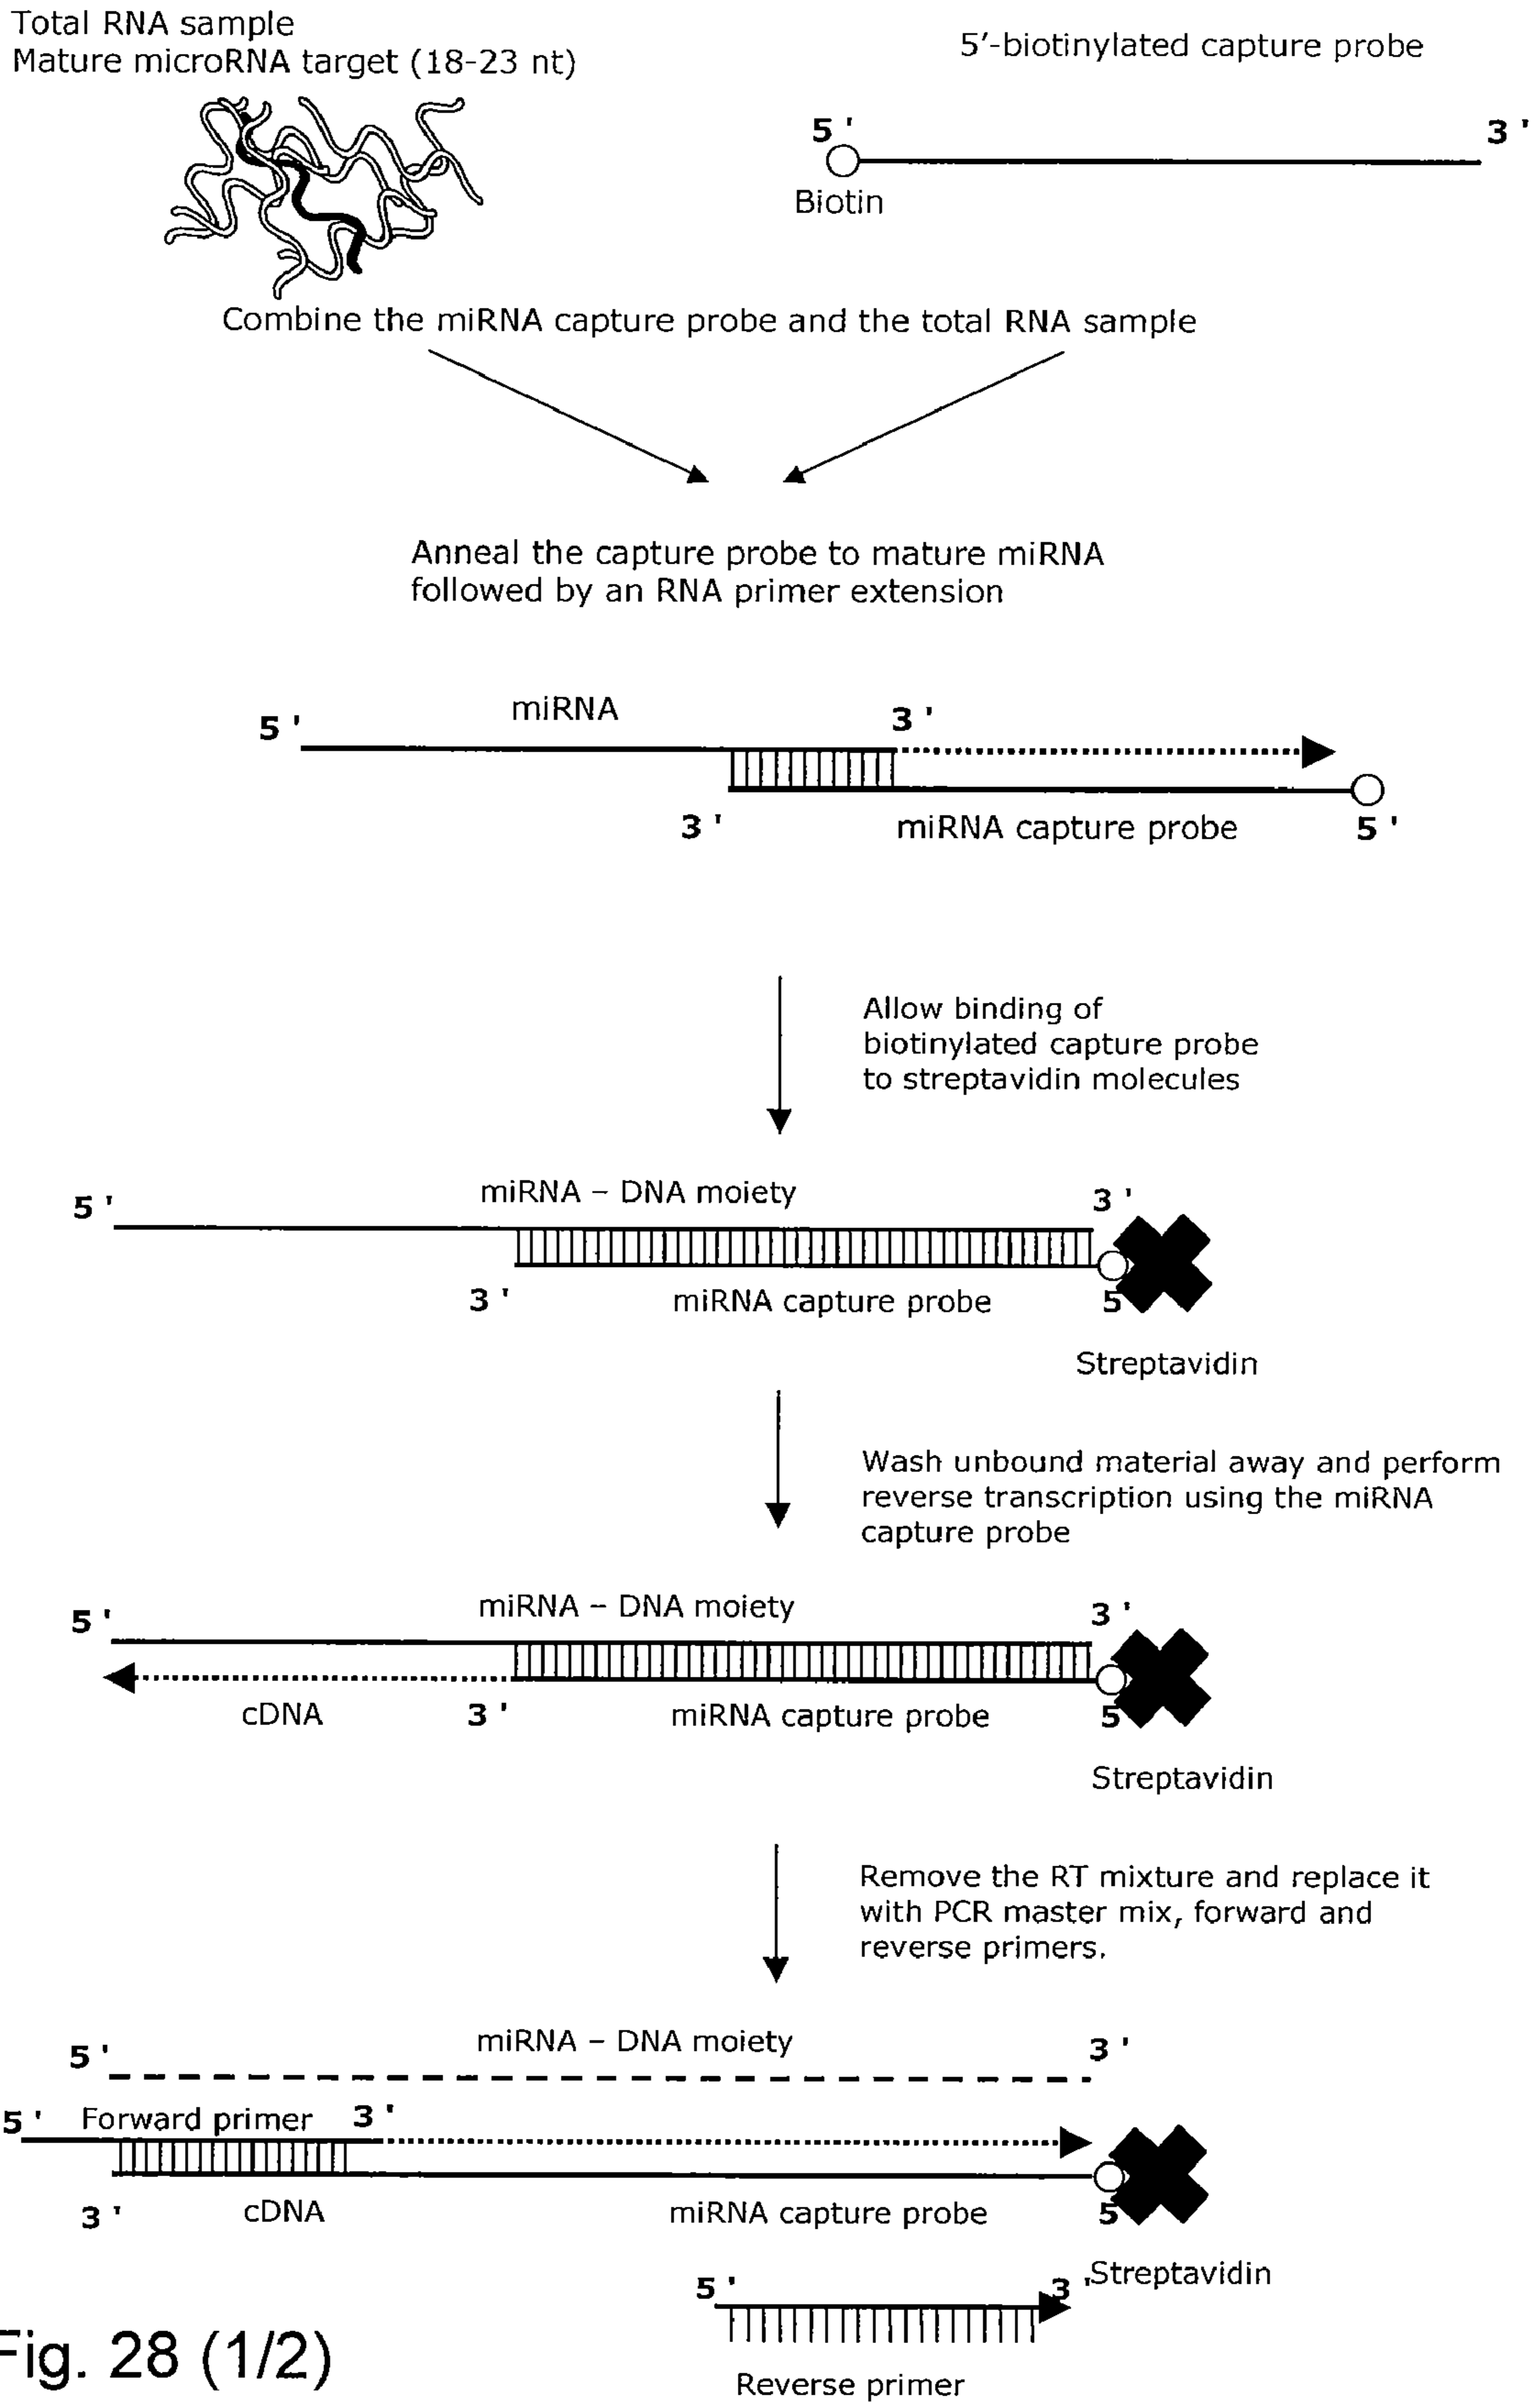 Total RNA sample
Mature microRNA target (18-23 nt)
5'-biotinylated capture probe
5 '
3 '
Biotin
Combine the miRNA capture probe and the total RNA sample
Anneal the capture probe to mature miRNA
followed by an RNA primer extension
miRNA
5 '
3 '
3 '
miRNA capture probe
5 '
Allow binding of
biotinylated capture probe
to streptavidin molecules
miRNA – DNA moiety
5 '
3 '
3 '
miRNA capture probe
5
Streptavidin
Wash unbound material away and perform
reverse transcription using the miRNA
capture probe
miRNA – DNA moiety
5 '
3 '
cDNA
3 '
miRNA capture probe
5
Streptavidin
Remove the RT mixture and replace it
with PCR master mix, forward and
reverse primers.
miRNA – DNA moiety
5 '
3 '
5 '
Forward primer
3 '
3 '
cDNA
miRNA capture probe
5
Streptavidin
5 '
3 '
Reverse primer
Fig. 28 (1/2)